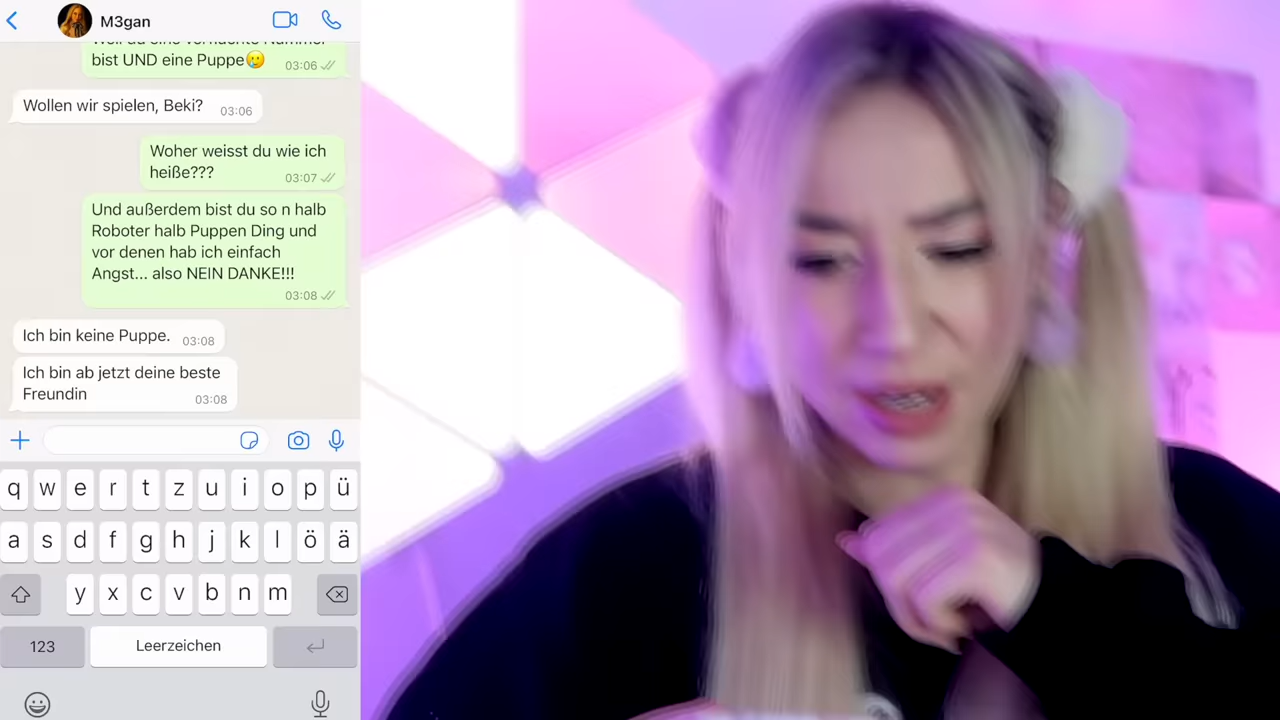 M3gan
bist UND eine Puppe🥲 03:06
Wollen wir spielen, Beki? 03:06
Woher weisst du wie ich
heiße??? 03:07
Und außerdem bist du so n halb
Roboter halb Puppen Ding und
vor denen hab ich einfach
Angst... also NEIN DANKE!!!
03:08
Ich bin keine Puppe. 03:08
Ich bin ab jetzt deine beste
Freundin 03:08
q w e r t z u i o p ü
a s d f g h j k l ö ä
y x c v b n m
123 Leerzeichen